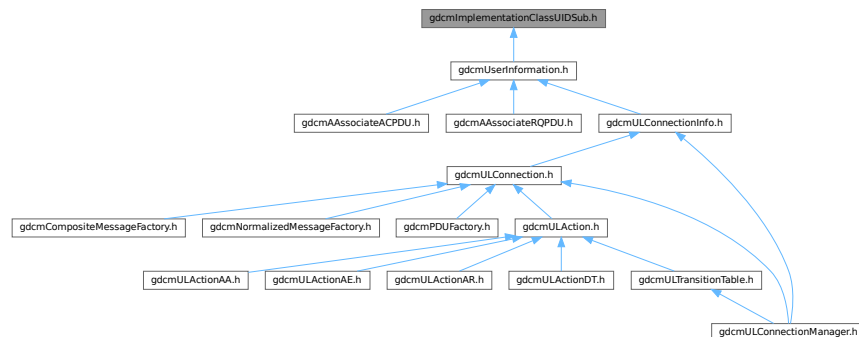 gdcmImplementationClassUIDSub.h
gdcmUserInformation.h
gdcmAAssociateACPDU.h
gdcmAAssociateRQPDU.h
gdcmULConnectionInfo.h
gdcmULConnection.h
gdcmCompositeMessageFactory.h
gdcmNormalizedMessageFactory.h
gdcmPDUFactory.h
gdcmULAction.h
gdcmULActionAA.h
gdcmULActionAE.h
gdcmULActionAR.h
gdcmULActionDT.h
gdcmULTransitionTable.h
gdcmULConnectionManager.h